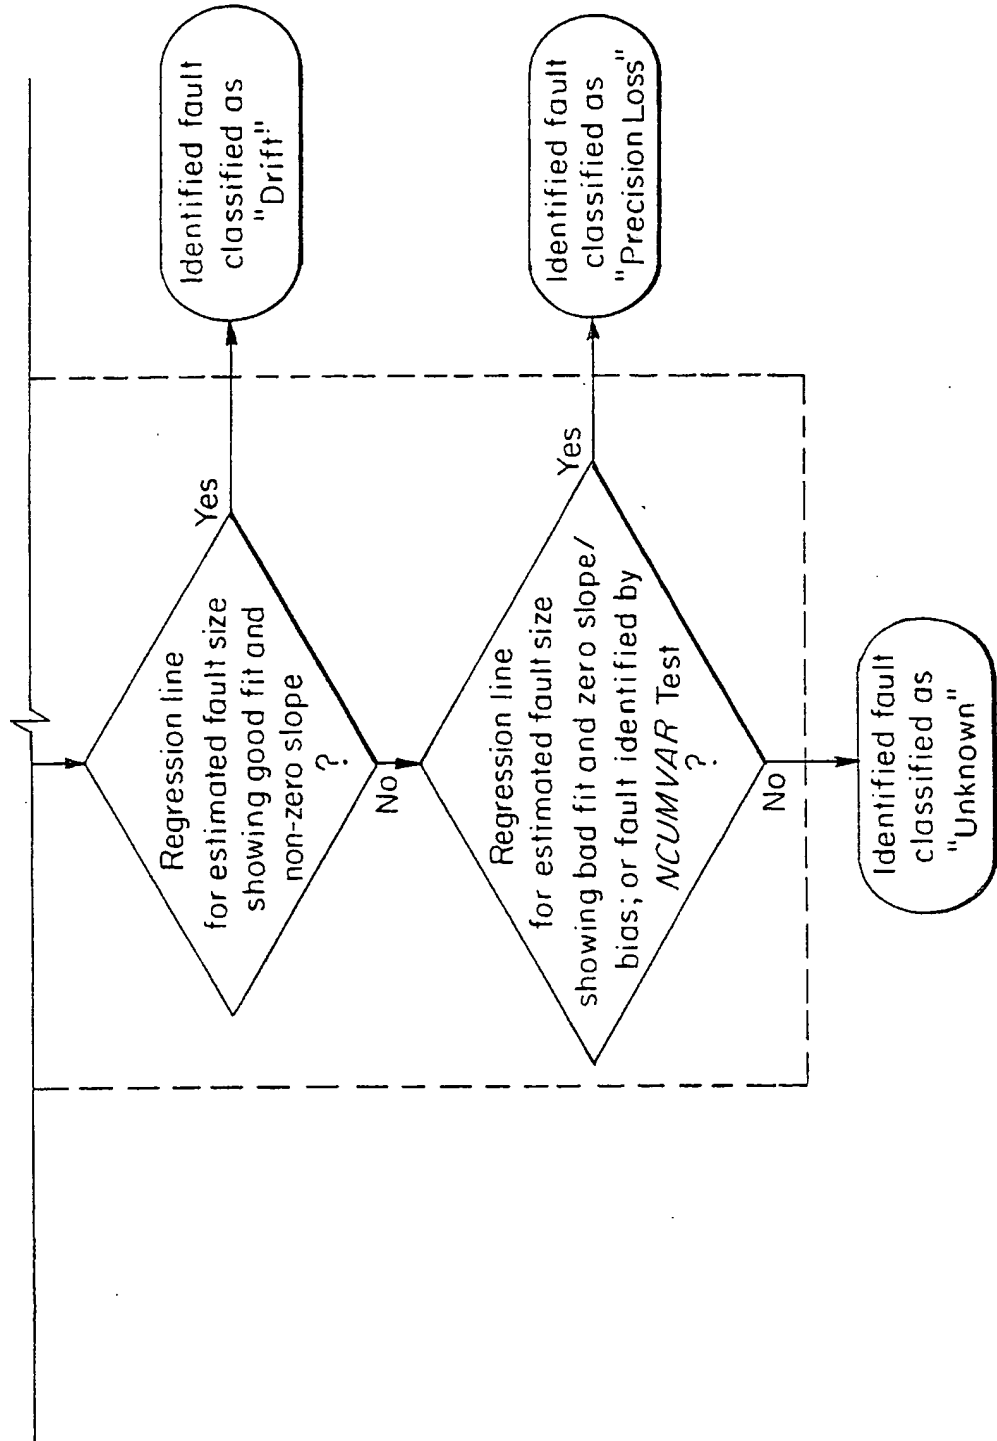 Regression line
for estimated fault size
showing good fit and
non-zero slope
?
Yes
Identified fault
classified as
"Drift"
No
Regression line
for estimated fault size
showing bad fit and zero slope/
bias; or fault identified by
NCUMVAR Test
?
Yes
Identified fault
classified as
"Precision Loss"
No
Identified fault
classified as
"Unknown"